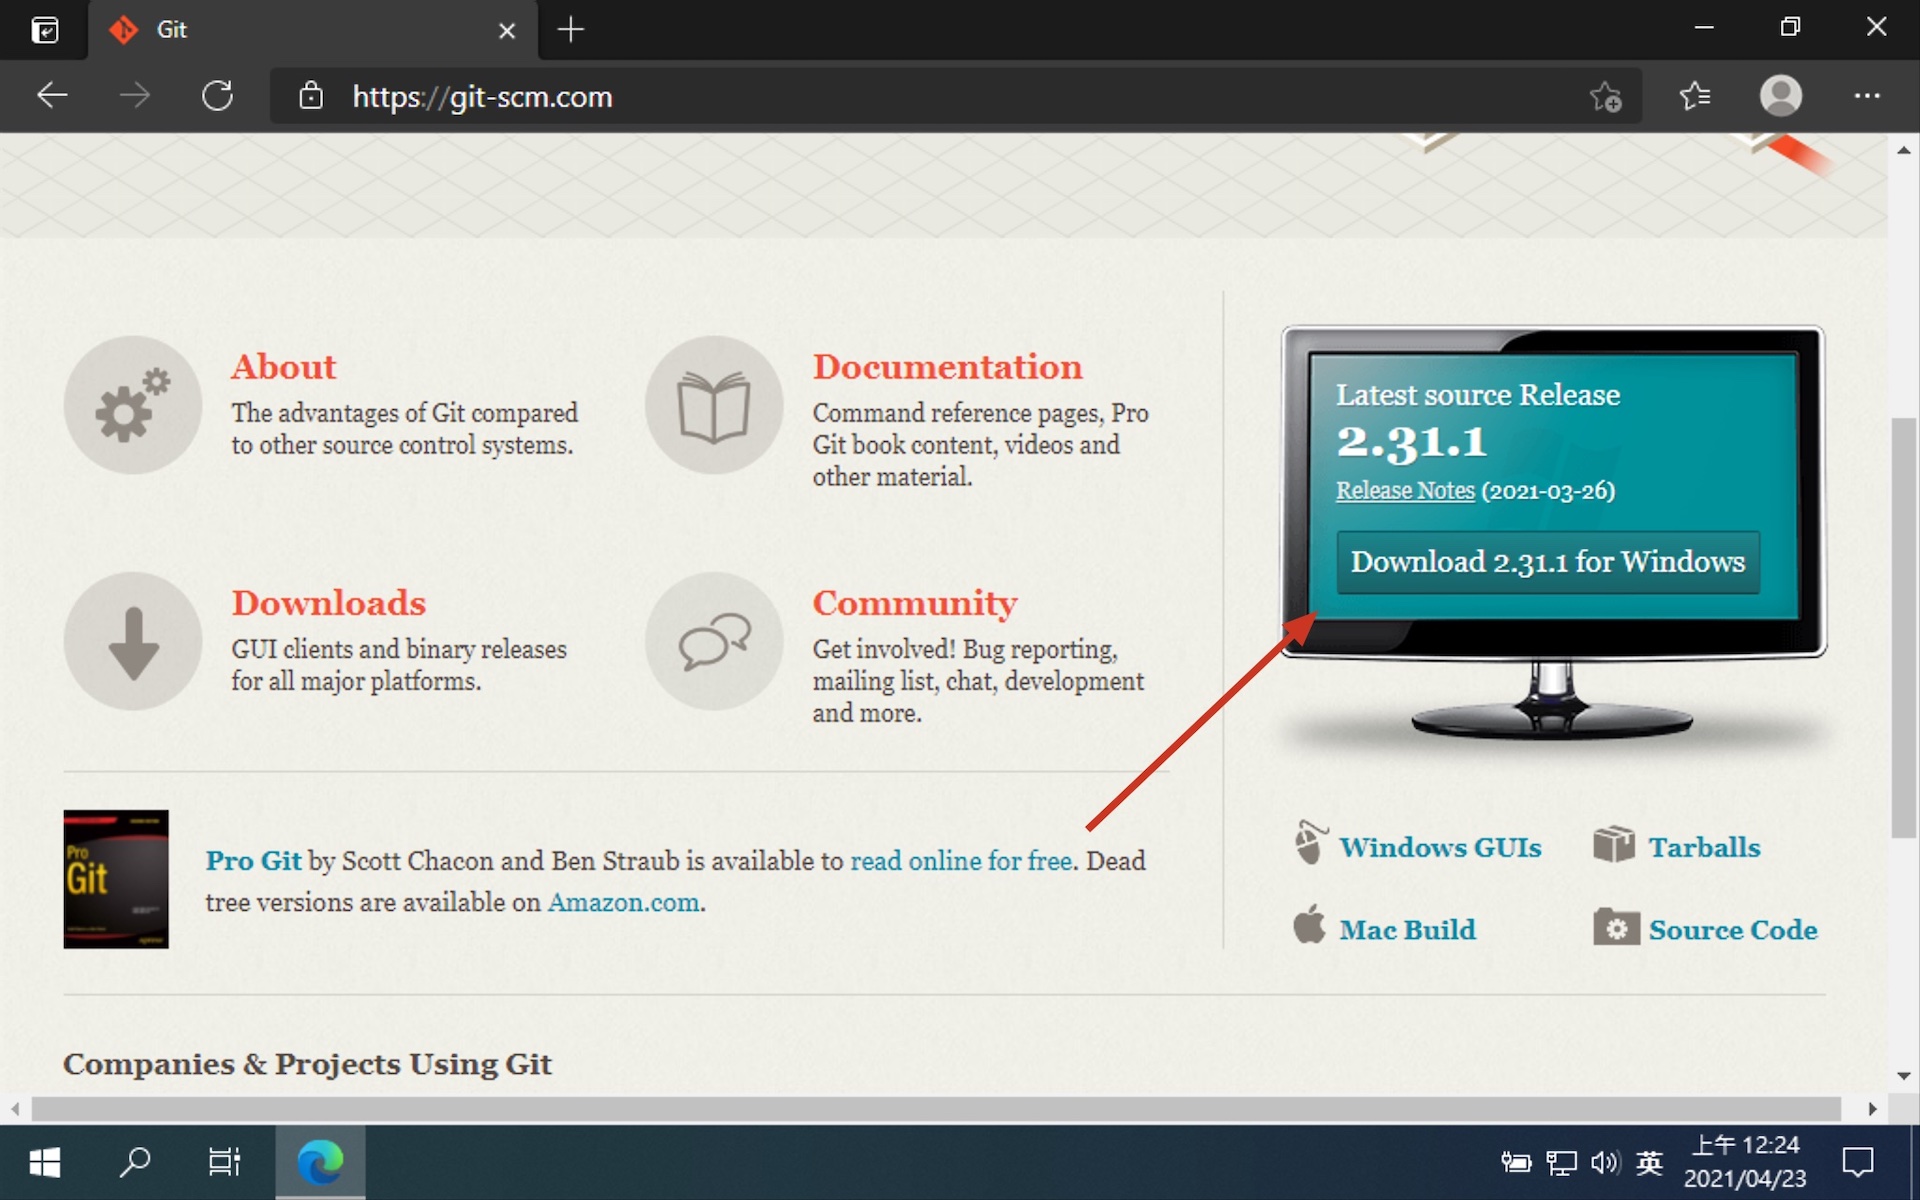 Git
https://git-scm.com
About
The advantages of Git compared
to other source control systems.
Documentation
Command reference pages, Pro
Git book content, videos and
other material.
Downloads
GUI clients and binary releases
for all major platforms.
Community
Get involved! Bug reporting,
mailing list, chat, development
and more.
Latest source Release
2.31.1
Release Notes (2021-03-26)
Download 2.31.1 for Windows
Pro
Git
Pro Git by Scott Chacon and Ben Straub is available to read online for free. Dead
tree versions are available on Amazon.com.
Windows GUIs
Tarballs
Mac Build
Source Code
Companies & Projects Using Git
英
上午 12:24
2021/04/23